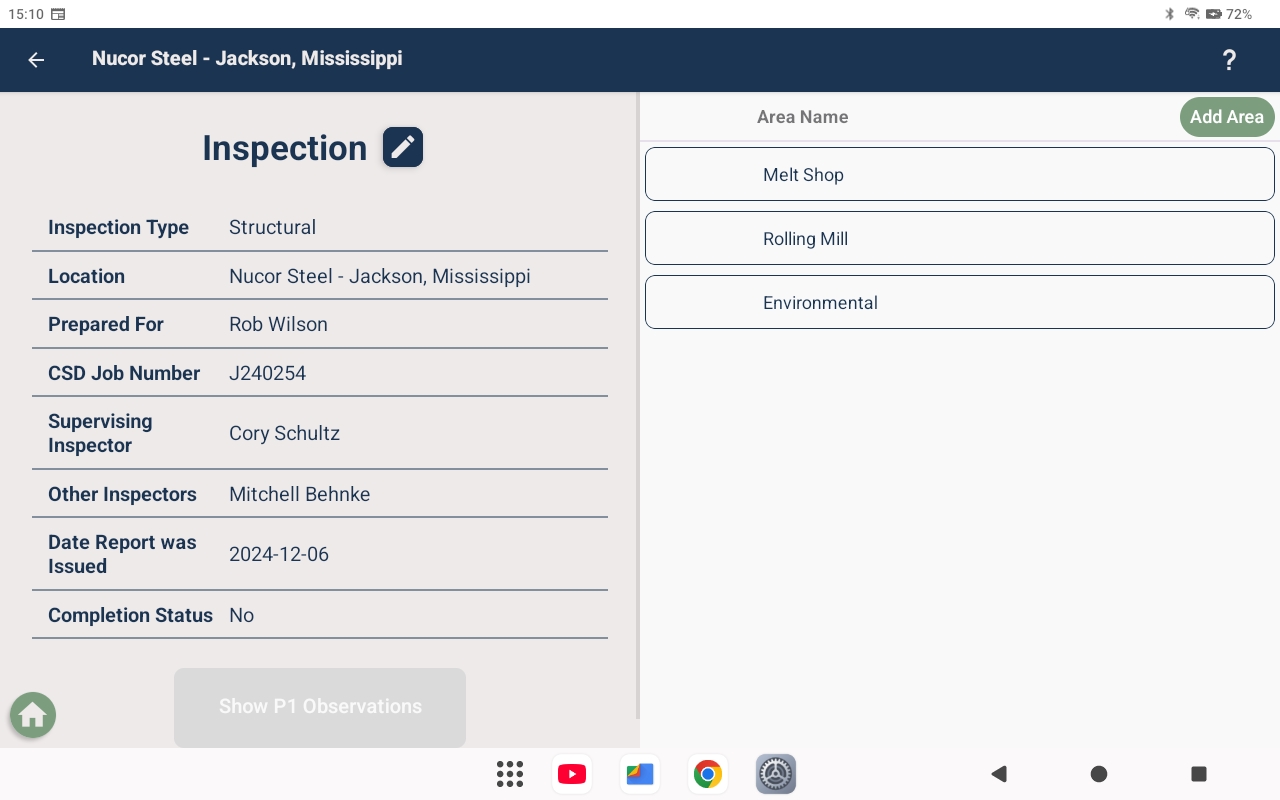 15:10
72%
Nucor Steel - Jackson, Mississippi
?
Inspection
Inspection Type Structural
Location Nucor Steel - Jackson, Mississippi
Prepared For Rob Wilson
CSD Job Number J240254
Supervising
Inspector
Cory Schultz
Other Inspectors Mitchell Behnke
Date Report was
Issued
2024-12-06
Completion Status No
Show P1 Observations
Area Name
Add Area
Melt Shop
Rolling Mill
Environmental